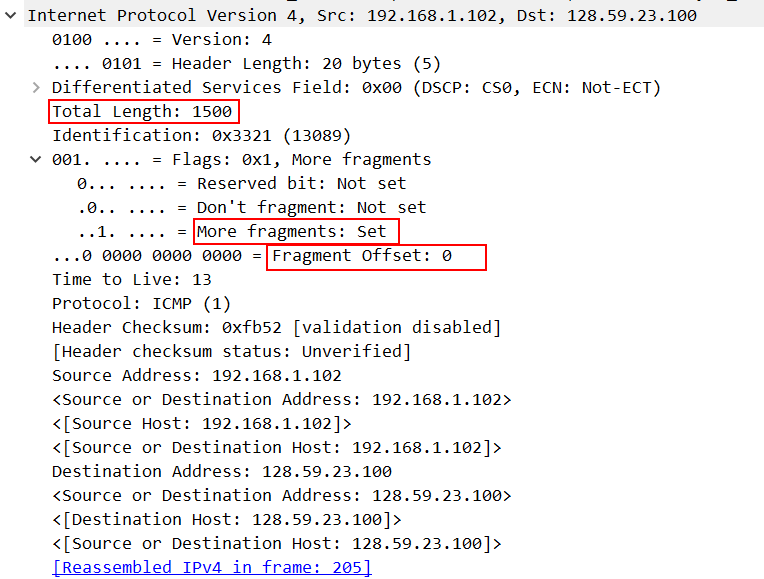 Internet Protocol Version 4, Src: 192.168.1.102, Dst: 128.59.23.100
0100 .... = Version: 4
.... 0101 = Header Length: 20 bytes (5)
Differentiated Services Field: 0x00 (DSCP: CS0, ECN: Not-ECT)
Total Length: 1500
Identification: 0x3321 (13089)
001. .... = Flags: 0x1, More fragments
0... .... = Reserved bit: Not set
.0.. .... = Don't fragment: Not set
..1. .... = More fragments: Set
...0 0000 0000 0000 = Fragment Offset: 0
Time to Live: 13
Protocol: ICMP (1)
Header Checksum: 0xfb52 [validation disabled]
[Header checksum status: Unverified]
Source Address: 192.168.1.102
<Source or Destination Address: 192.168.1.102>
<[Source Host: 192.168.1.102]>
<[Source or Destination Host: 192.168.1.102]>
Destination Address: 128.59.23.100
<Source or Destination Address: 128.59.23.100>
<[Destination Host: 128.59.23.100]>
<[Source or Destination Host: 128.59.23.100]>
[Reassembled IPv4 in frame: 205]